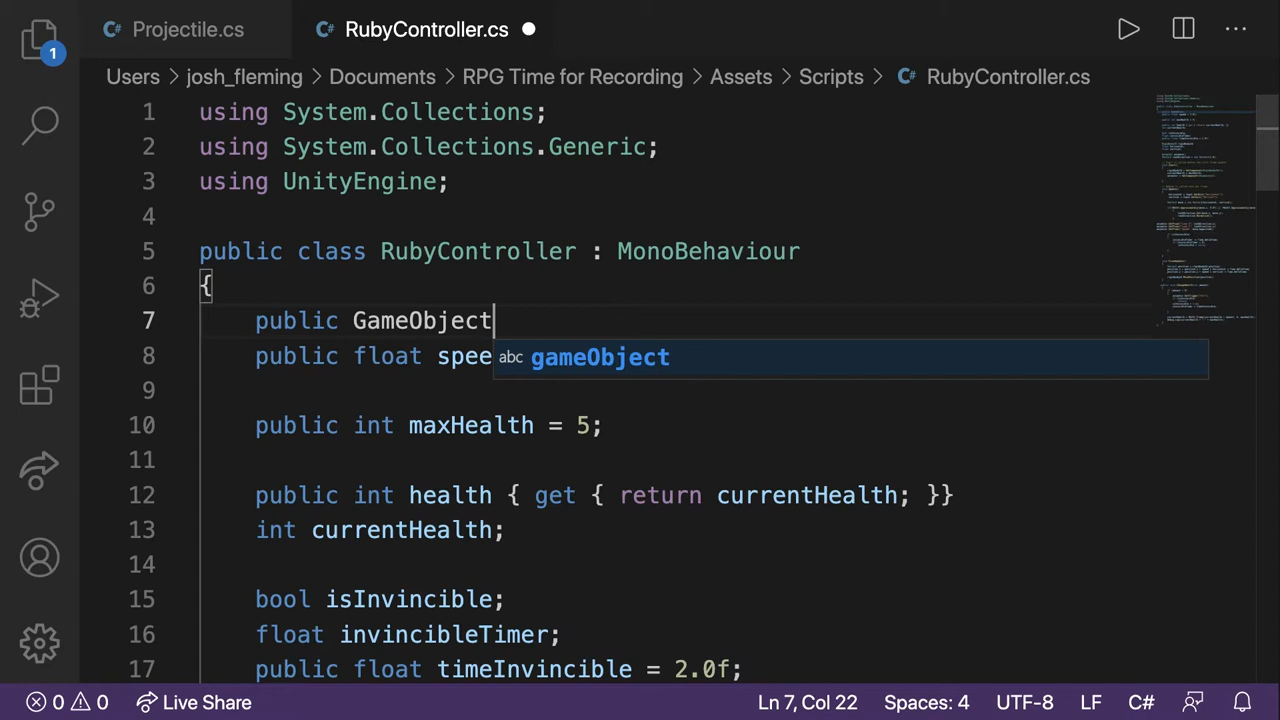 Projectile.cs
RubyController.cs
1
Users > josh_fleming > Documents > RPG Time for Recording > Assets > Scripts > RubyController.cs
1 using System.Collections;
2 using System.Collections.Generic;
3 using UnityEngine;
4
5 public class RubyController : MonoBehaviour
6 {
7 public GameObject
8 public float spee
abc gameObject
9
10 public int maxHealth = 5;
11
12 public int health { get { return currentHealth; }}
13 int currentHealth;
14
15 bool isInvincible;
16 float invincibleTimer;
17 public float timeInvincible = 2.0f;
0 0 Live Share Ln 7, Col 22 Spaces: 4 UTF-8 LF C#